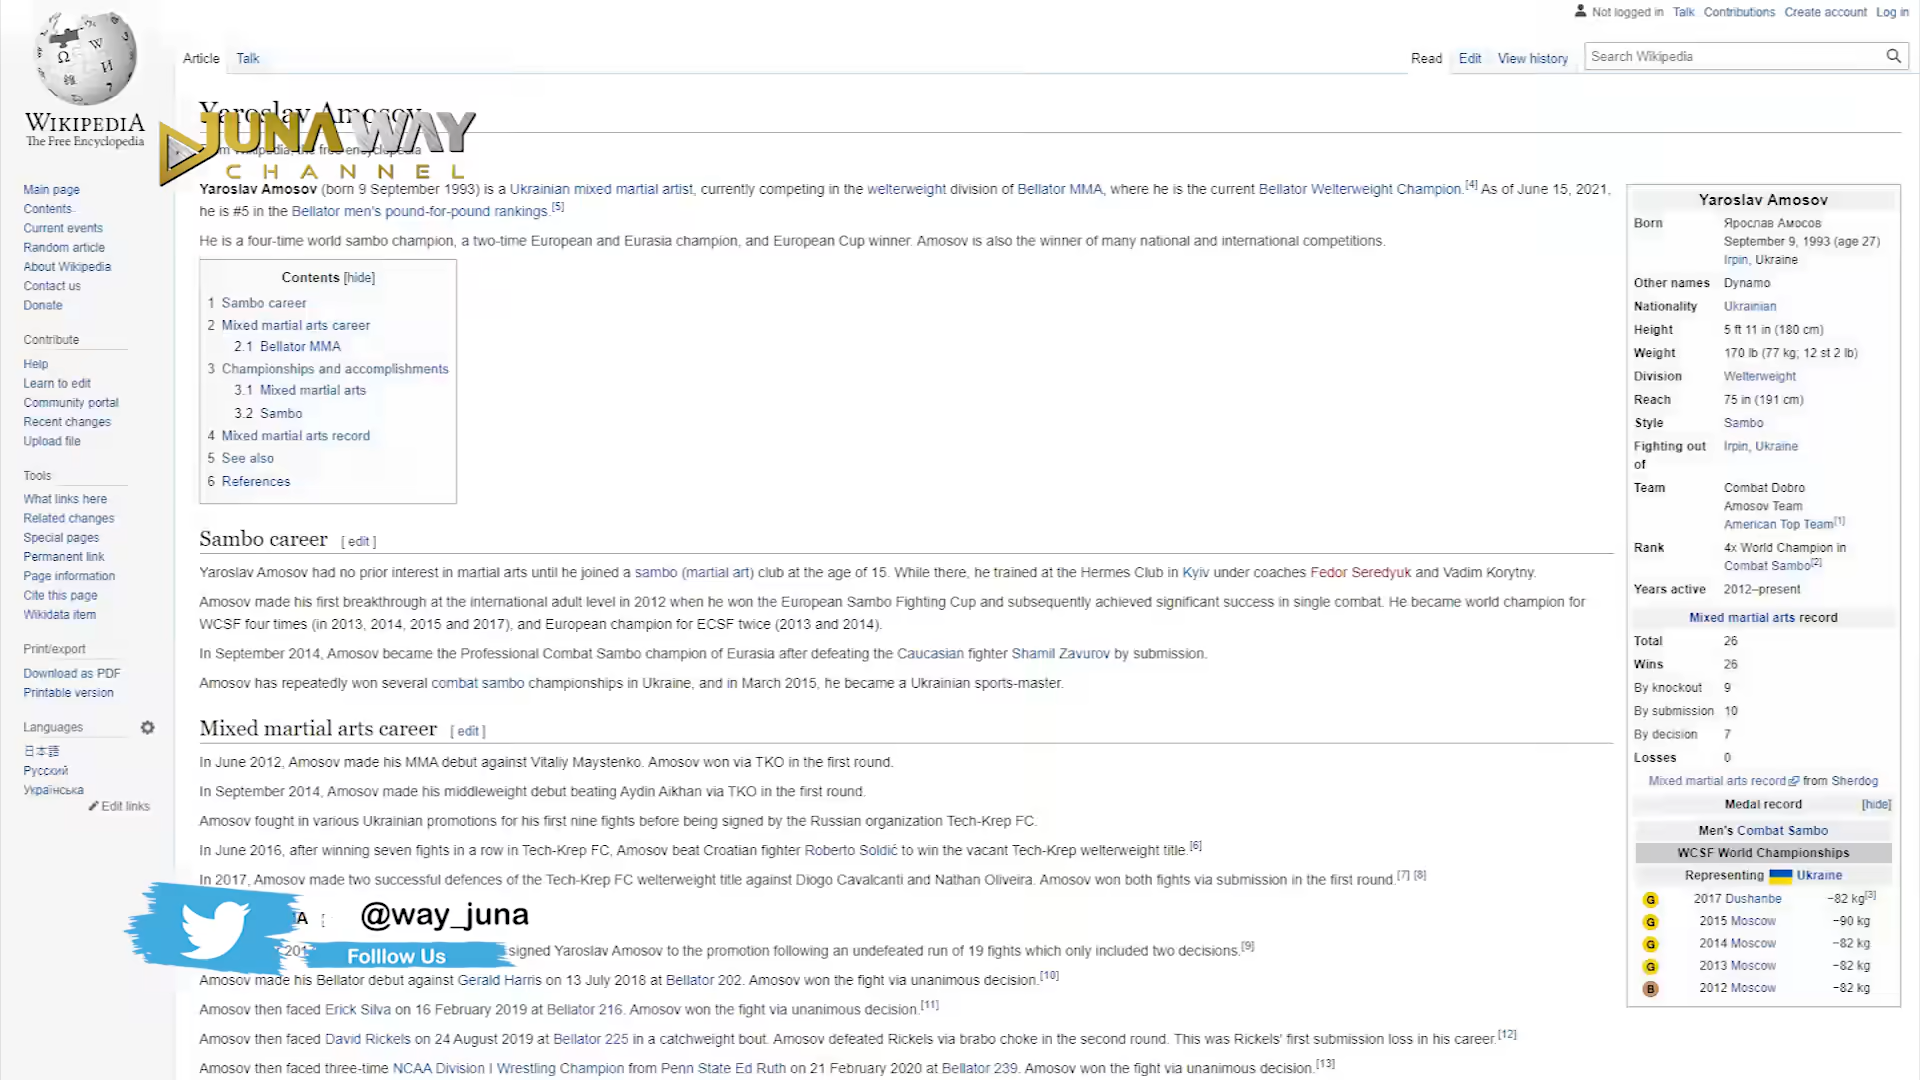 Not logged in Talk Contributions Create account Log in
Article Talk
Read Edit View history Search Wikipedia
WIKIPEDIA
The Free Encyclopedia
Yaroslav Amosov
JUNA WAY
CHANNEL
Wikipedia, the free encyclopedia
Main page
Contents
Current events
Random article
About Wikipedia
Contact us
Donate
Contribute
Help
Learn to edit
Community portal
Recent changes
Upload file
Tools
What links here
Related changes
Special pages
Permanent link
Page information
Cite this page
Wikidata item
Print/export
Download as PDF
Printable version
Languages
日本語
Русский
Українська
Edit links
Yaroslav Amosov (born 9 September 1993) is a Ukrainian mixed martial artist, currently competing in the welterweight division of Bellator MMA, where he is the current Bellator Welterweight Champion.[4] As of June 15, 2021,
he is #5 in the Bellator men's pound-for-pound rankings.[5]
He is a four-time world sambo champion, a two-time European and Eurasia champion, and European Cup winner. Amosov is also the winner of many national and international competitions.
Contents [hide]
1 Sambo career
2 Mixed martial arts career
2.1 Bellator MMA
3 Championships and accomplishments
3.1 Mixed martial arts
3.2 Sambo
4 Mixed martial arts record
5 See also
6 References
Sambo career [ edit ]
Yaroslav Amosov had no prior interest in martial arts until he joined a sambo (martial art) club at the age of 15. While there, he trained at the Hermes Club in Kyiv under coaches Fedor Seredyuk and Vadim Korytny.
Amosov made his first breakthrough at the international adult level in 2012 when he won the European Sambo Fighting Cup and subsequently achieved significant success in single combat. He became world champion for
WCSF four times (in 2013, 2014, 2015 and 2017), and European champion for ECSF twice (2013 and 2014).
In September 2014, Amosov became the Professional Combat Sambo champion of Eurasia after defeating the Caucasian fighter Shamil Zavurov by submission.
Amosov has repeatedly won several combat sambo championships in Ukraine, and in March 2015, he became a Ukrainian sports-master.
Mixed martial arts career [ edit ]
In June 2012, Amosov made his MMA debut against Vitaliy Maystenko. Amosov won via TKO in the first round.
In September 2014, Amosov made his middleweight debut beating Aydin Aikhan via TKO in the first round.
Amosov fought in various Ukrainian promotions for his first nine fights before being signed by the Russian organization Tech-Krep FC.
In June 2016, after winning seven fights in a row in Tech-Krep FC, Amosov beat Croatian fighter Roberto Soldić to win the vacant Tech-Krep welterweight title.[6]
In 2017, Amosov made two successful defences of the Tech-Krep FC welterweight title against Diogo Cavalcanti and Nathan Oliveira. Amosov won both fights via submission in the first round.[7] [8]
@way_juna
Folllow Us
signed Yaroslav Amosov to the promotion following an undefeated run of 19 fights which only included two decisions.[9]
Amosov made his Bellator debut against Gerald Harris on 13 July 2018 at Bellator 202. Amosov won the fight via unanimous decision.[10]
Amosov then faced Erick Silva on 16 February 2019 at Bellator 216. Amosov won the fight via unanimous decision.[11]
Amosov then faced David Rickels on 24 August 2019 at Bellator 225 in a catchweight bout. Amosov defeated Rickels via brabo choke in the second round. This was Rickels' first submission loss in his career.[12]
Amosov then faced three-time NCAA Division I Wrestling Champion from Penn State Ed Ruth on 21 February 2020 at Bellator 239. Amosov won the fight via unanimous decision.[13]
Yaroslav Amosov
Born Ярослав Амосов
September 9, 1993 (age 27)
Irpin, Ukraine
Other names Dynamo
Nationality Ukrainian
Height 5 ft 11 in (180 cm)
Weight 170 lb (77 kg; 12 st 2 lb)
Division Welterweight
Reach 75 in (191 cm)
Style Sambo
Fighting out of Irpin, Ukraine
Team Combat Dobro
Amosov Team
American Top Team[1]
Rank 4x World Champion in
Combat Sambo[2]
Years active 2012–present
Mixed martial arts record
Total 26
Wins 26
By knockout 9
By submission 10
By decision 7
Losses 0
Mixed martial arts record from Sherdog
Medal record [hide]
Men's Combat Sambo
WCSF World Championships
Representing Ukraine
G 2017 Dushanbe −82 kg[3]
G 2015 Moscow −90 kg
G 2014 Moscow −82 kg
G 2013 Moscow −82 kg
B 2012 Moscow −82 kg